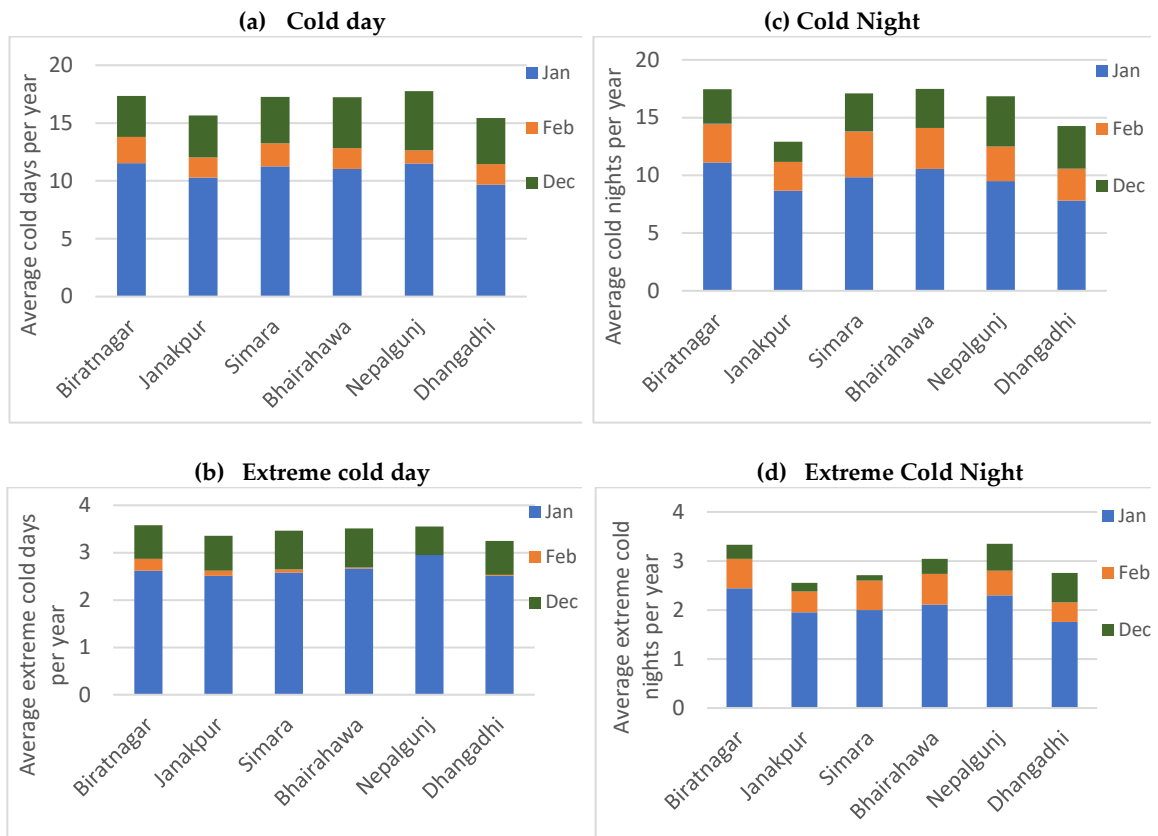 (a) Cold day
Average cold days per year
20
15
10
5
0
Jan
Feb
Dec
Biratnagar
Janakpur
Simara
Bhairahawa
Nepalgunj
Dhangadhi
(c) Cold Night
Average cold nights per year
20
15
10
5
0
Jan
Feb
Dec
Biratnagar
Janakpur
Simara
Bhairahawa
Nepalgunj
Dhangadhi
(b) Extreme cold day
Average extreme cold days
per year
4
3
2
1
0
Jan
Feb
Dec
Biratnagar
Janakpur
Simara
Bhairahawa
Nepalgunj
Dhangadhi
(d) Extreme Cold Night
Average extreme cold
nights per year
4
3
2
1
0
Jan
Feb
Dec
Biratnagar
Janakpur
Simara
Bhairahawa
Nepalgunj
Dhangadhi